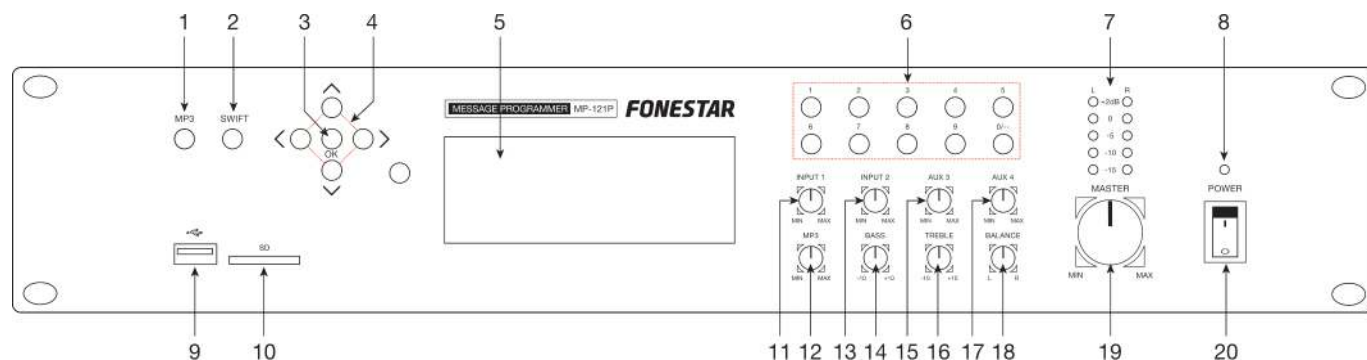 1 2 3 4 5 6 7 8
MP3 SWIFT
OK
MESSAGE PROGRAMMER MP-121P FONESTAR
1 2 3 4 5
6 7 8 9 0/--
L R
+2dB
0
-5
-10
-15
MASTER
MIN MAX
POWER
INPUT 1 INPUT 2 AUX 3 AUX 4
MIN MAX MIN MAX MIN MAX MIN MAX
MP3 BASS TREBLE BALANCE
MIN MAX -10 +10 -10 +10 L R
SD
9 10 11 12 13 14 15 16 17 18 19 20